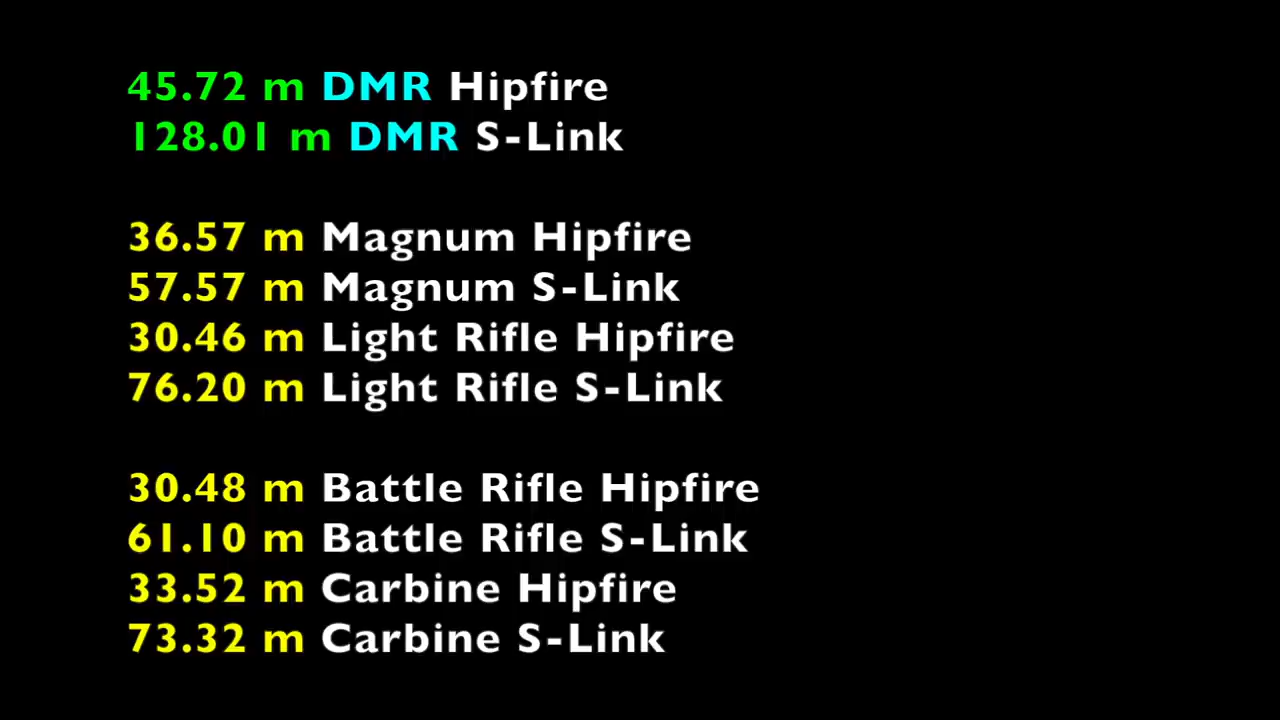 45.72 m DMR Hipfire
128.01 m DMR S-Link
36.57 m Magnum Hipfire
57.57 m Magnum S-Link
30.46 m Light Rifle Hipfire
76.20 m Light Rifle S-Link
30.48 m Battle Rifle Hipfire
61.10 m Battle Rifle S-Link
33.52 m Carbine Hipfire
73.32 m Carbine S-Link